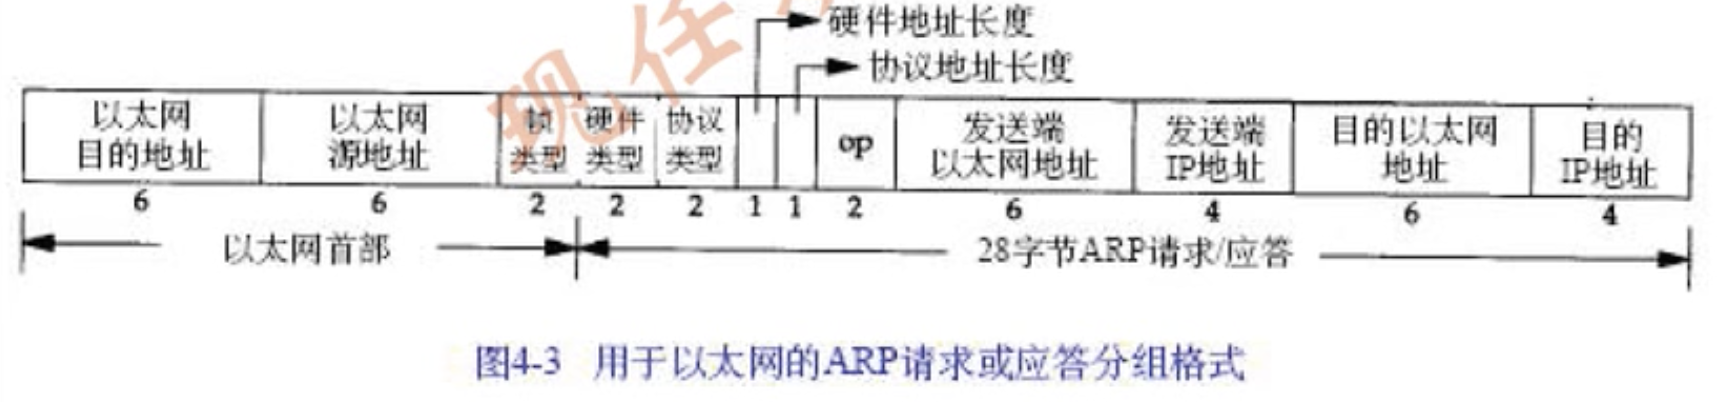 现任
硬件地址长度
协议地址长度
以太网
目的地址
以太网
源地址
帧
类型
硬件
类型
协议
类型
op
发送端
以太网地址
发送端
IP地址
目的以太网
地址
目的
IP地址
6
6
2
2
2
1
1
2
6
4
6
4
以太网首部
28字节ARP请求/应答
图4-3 用于以太网的ARP请求或应答分组格式